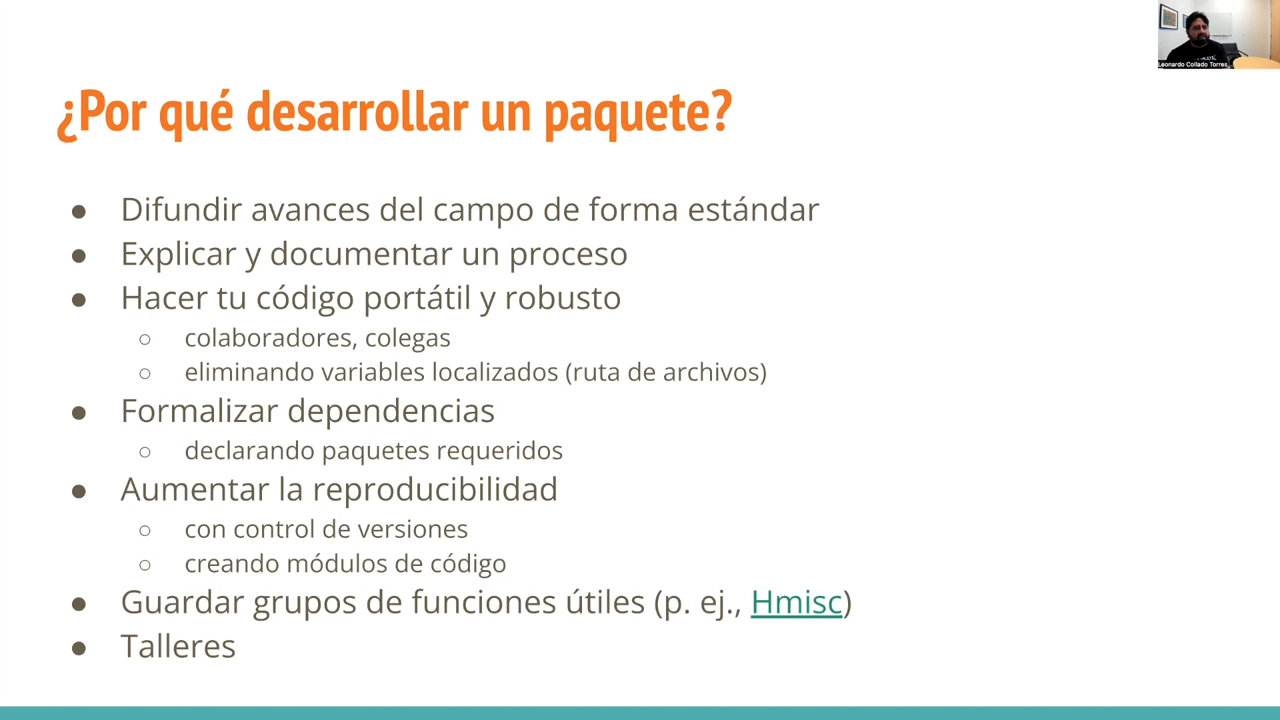 ¿Por qué desarrollar un paquete?
● Difundir avances del campo de forma estándar
● Explicar y documentar un proceso
● Hacer tu código portátil y robusto
○ colaboradores, colegas
○ eliminando variables localizados (ruta de archivos)
● Formalizar dependencias
○ declarando paquetes requeridos
● Aumentar la reproducibilidad
○ con control de versiones
○ creando módulos de código
● Guardar grupos de funciones útiles (p. ej., Hmisc)
● Talleres
Leonardo Collado Torres